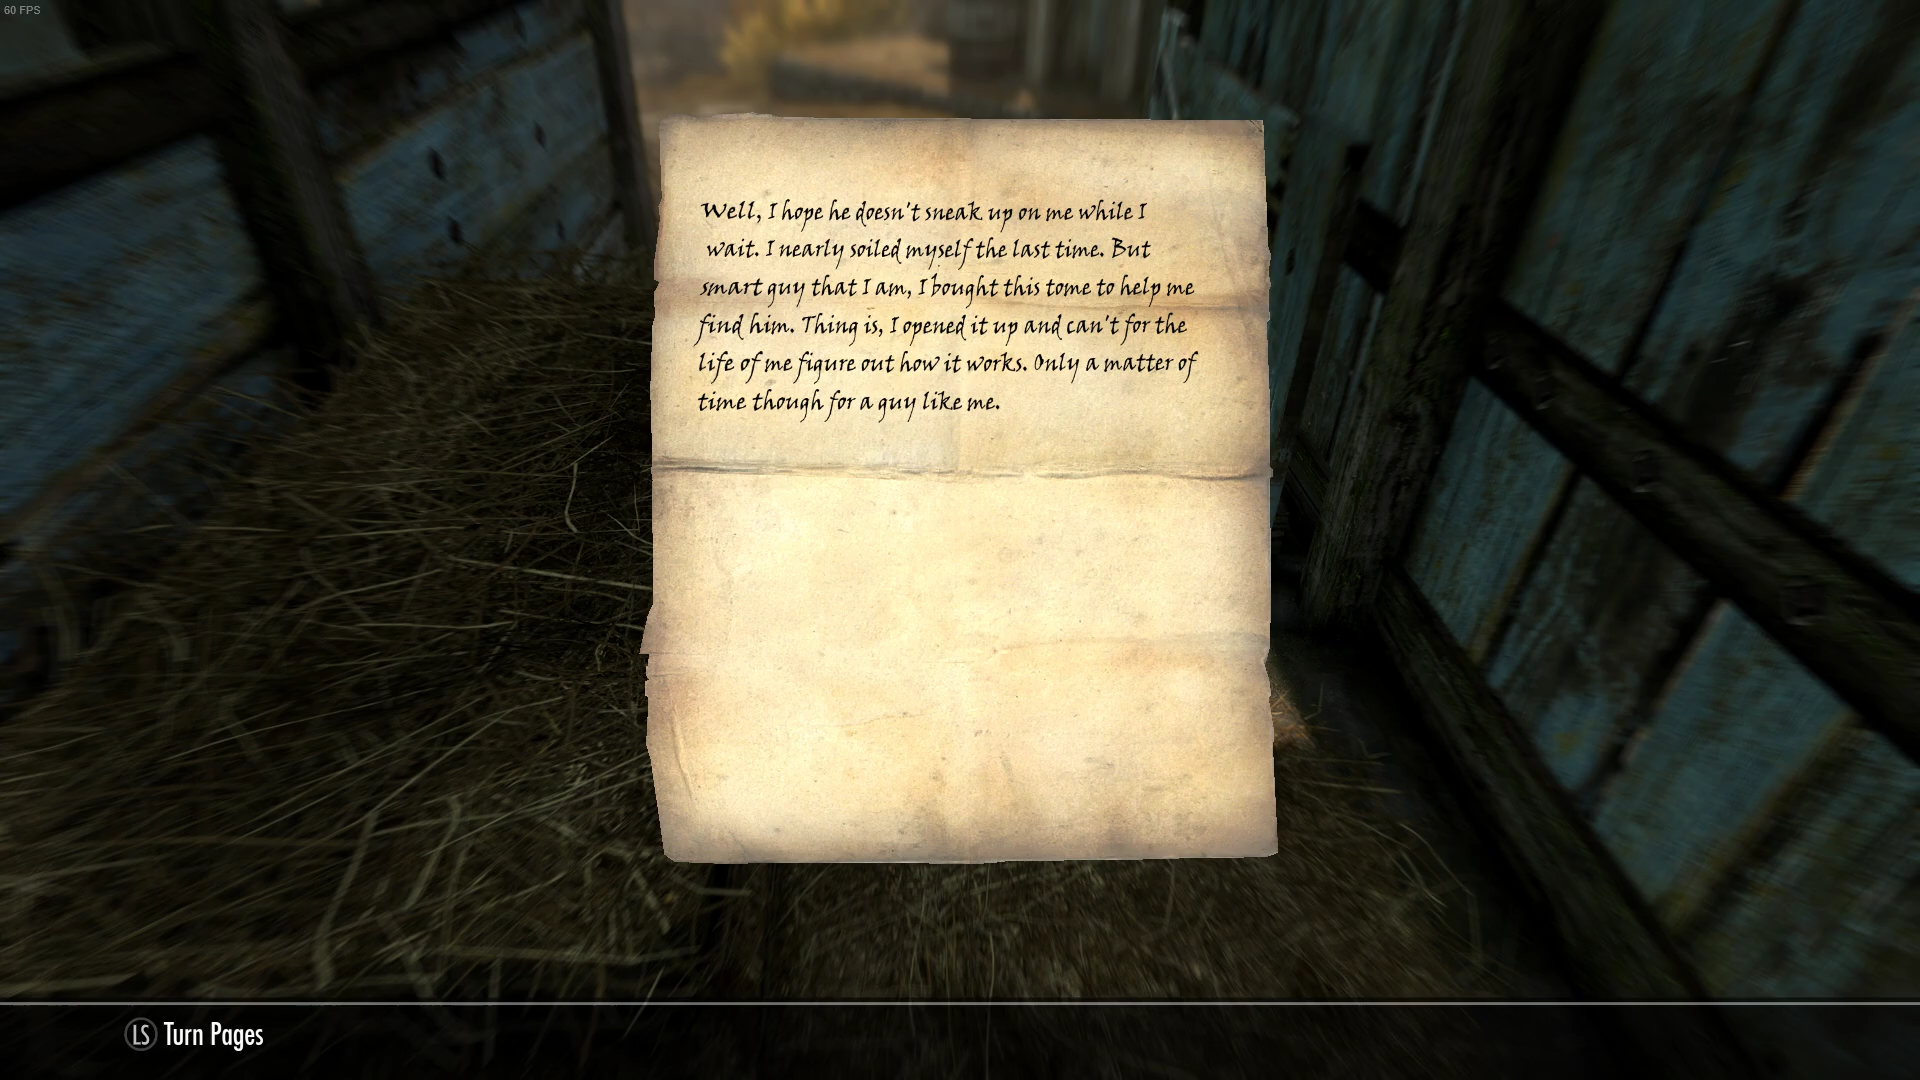 60 FPS
Well, I hope he doesn't sneak up on me while I
wait. I nearly soiled myself the last time. But
smart guy that I am, I bought this tome to help me
find him. Thing is, I opened it up and can't for the
life of me figure out how it works. Only a matter of
time though for a guy like me.
LS Turn Pages